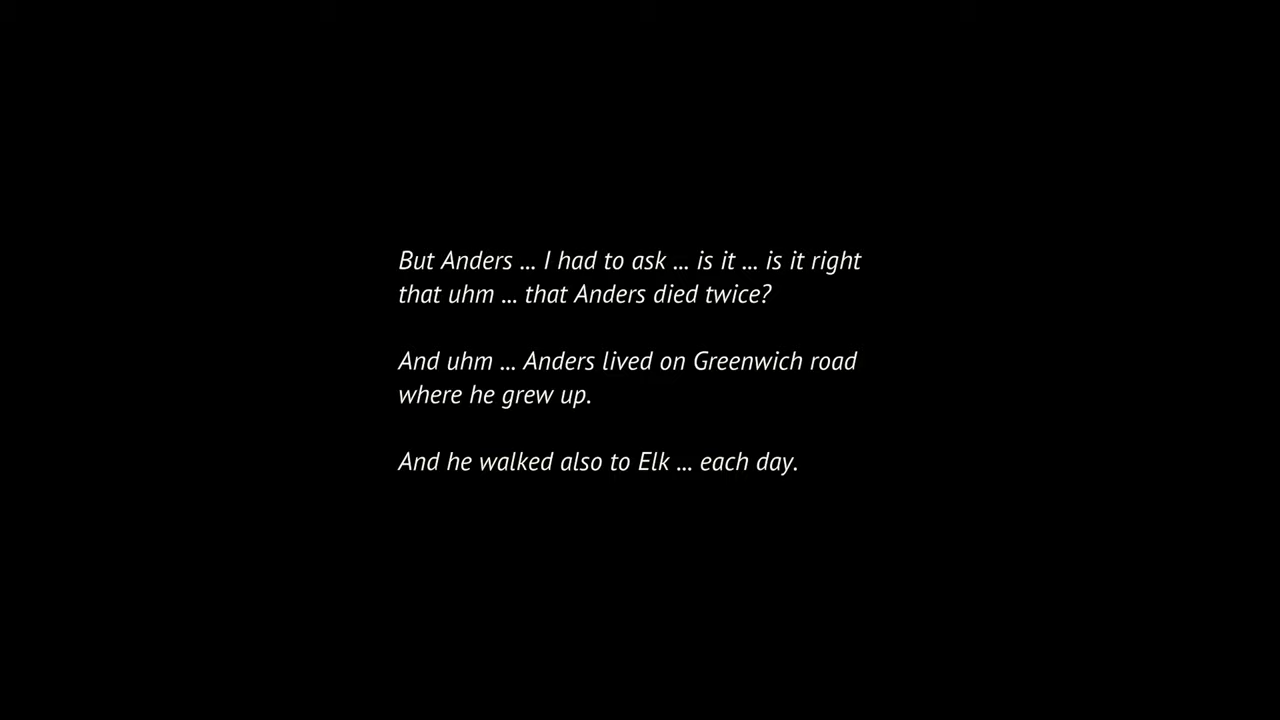 But Anders ... I had to ask ... is it ... is it right
that uhm ... that Anders died twice?
And uhm ... Anders lived on Greenwich road
where he grew up.
And he walked also to Elk ... each day.